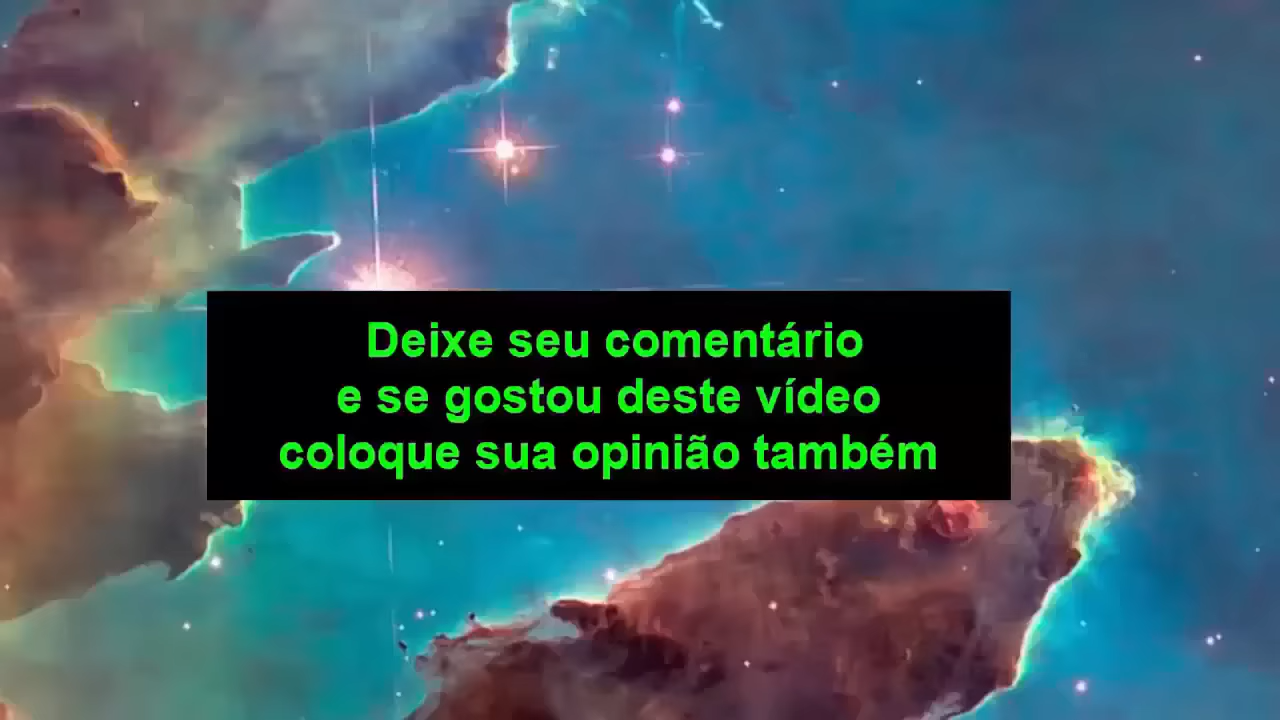 Deixe seu comentário
e se gostou deste vídeo
coloque sua opinião também